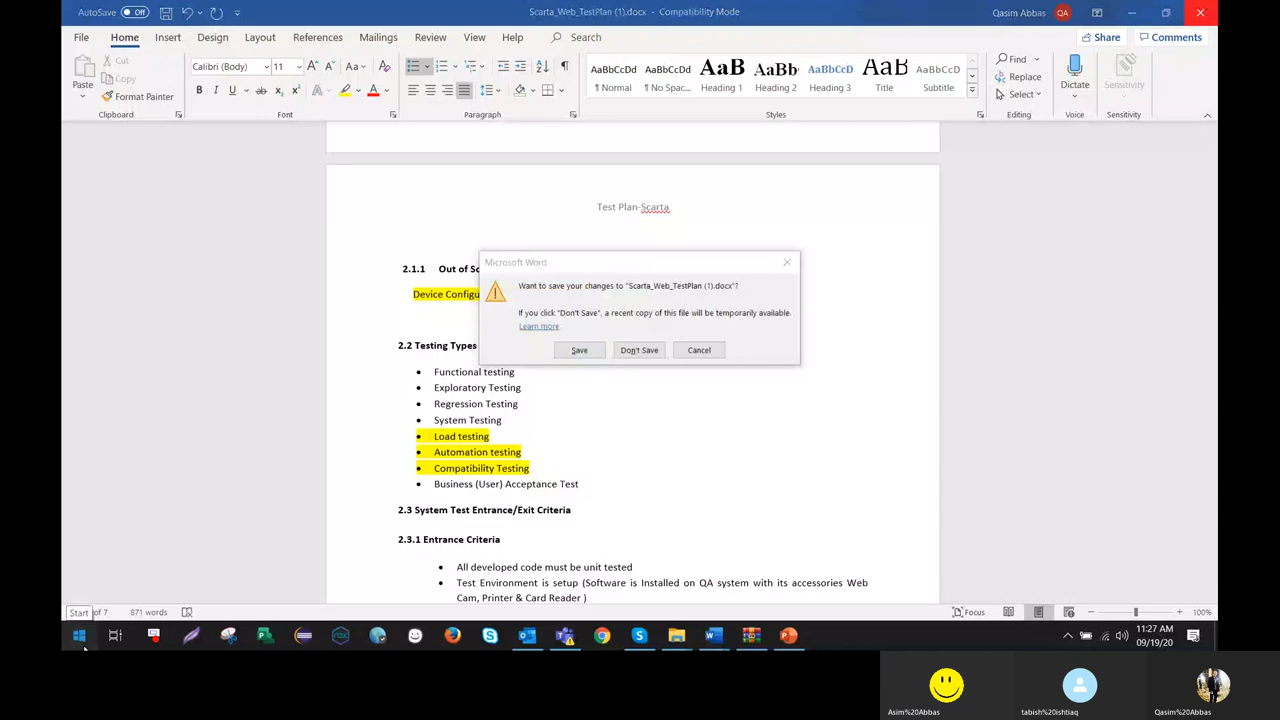 AutoSave Off
Scarta_Web_TestPlan (1).docx - Compatibility Mode
Qasim Abbas QA
File Home Insert Design Layout References Mailings Review View Help Search
Share Comments
Paste
Cut
Copy
Format Painter
Clipboard
Calibri (Body) 11
Font
Paragraph
AaBbCcDd
¶ Normal
AaBbCcDd
¶ No Spac...
AaB
Heading 1
AaBb
Heading 2
AaBbCcD
Heading 3
AaB
Title
AaBbCcD
Subtitle
Styles
Find
Replace
Select
Editing
Dictate
Voice
Sensitivity
Sensitivity
Test Plan-Scarta
2.1.1 Out of Sc
Device Configu
Microsoft Word
Want to save your changes to "Scarta_Web_TestPlan (1).docx"?
If you click "Don't Save", a recent copy of this file will be temporarily available.
Learn more
Save Don't Save Cancel
2.2 Testing Types
• Functional testing
• Exploratory Testing
• Regression Testing
• System Testing
• Load testing
• Automation testing
• Compatibility Testing
• Business (User) Acceptance Test
2.3 System Test Entrance/Exit Criteria
2.3.1 Entrance Criteria
• All developed code must be unit tested
• Test Environment is setup (Software is Installed on QA system with its accessories Web
Cam, Printer & Card Reader )
Start of 7 871 words
Focus 100%
11:27 AM
09/19/20
Asim%20Abbas
tabish%20ishtiaq
Qasim%20Abbas